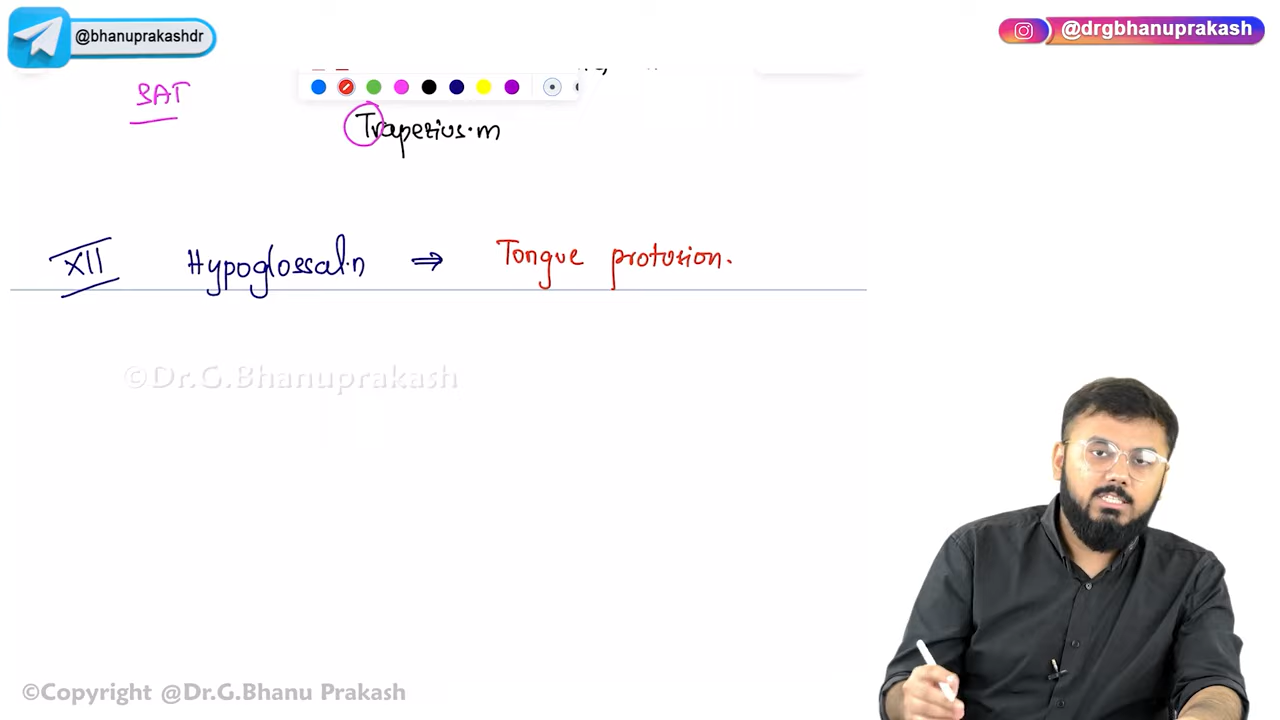 @bhanuprakashdr
@drgbhanuprakash
SAT
Trapezius.m
XII Hypoglossal.n ⇒ Tongue protusion.
©Dr.G.Bhanuprakash
©Copyright @Dr.G.Bhanu Prakash